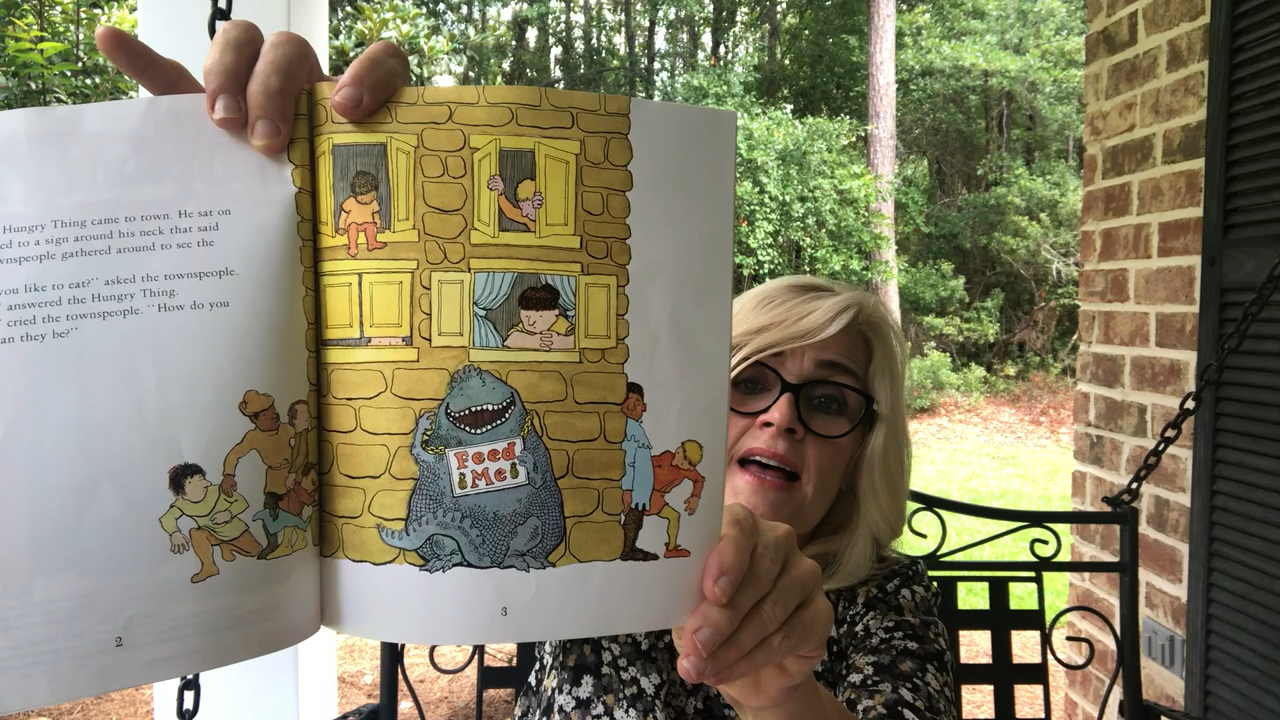 Hungry Thing came to town. He sat on
ed to a sign around his neck that said
wnspeople gathered around to see the
you like to eat?" asked the townspeople.
" answered the Hungry Thing.
" cried the townspeople. "How do you
an they be?"
Feed
Me
2
3